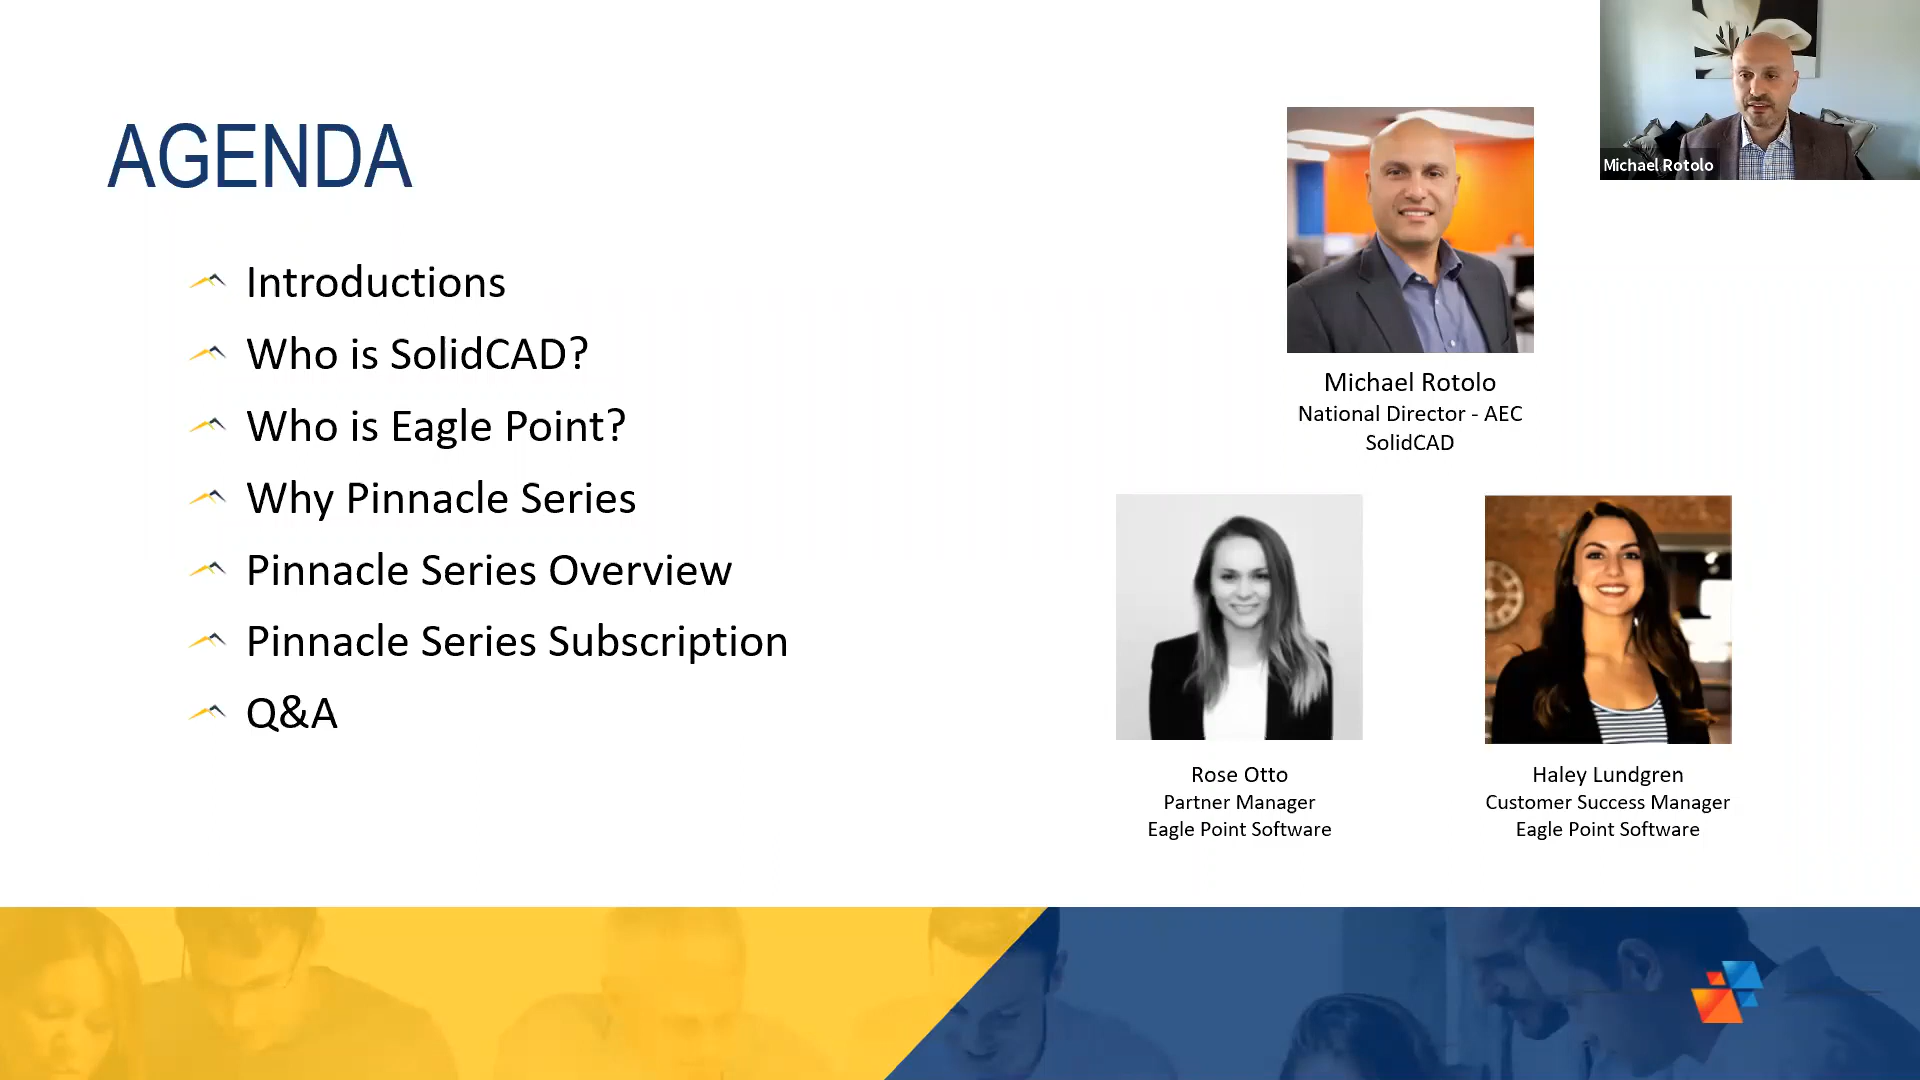 AGENDA
Introductions
Who is SolidCAD?
Who is Eagle Point?
Why Pinnacle Series
Pinnacle Series Overview
Pinnacle Series Subscription
Q&A
Michael Rotolo
National Director - AEC
SolidCAD
Rose Otto
Partner Manager
Eagle Point Software
Haley Lundgren
Customer Success Manager
Eagle Point Software
Michael Rotolo